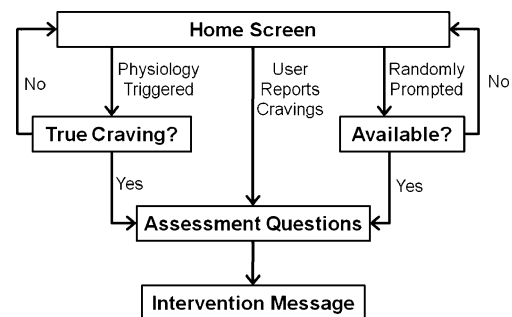 Home Screen
No
Physiology
Triggered
User
Reports
Cravings
Randomly
Prompted
No
True Craving?
Available?
Yes
Yes
Assessment Questions
Intervention Message